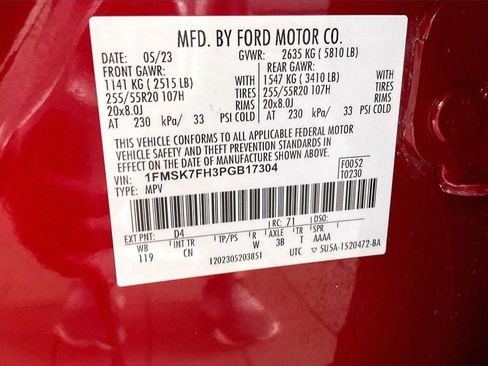 MFD. BY FORD MOTOR CO.
DATE: 05/23 GVWR: 2635 KG ( 5810 LB)
FRONT GAWR: REAR GAWR:
1141 KG ( 2515 LB) WITH 1547 KG ( 3410 LB) WITH
255/55R20 107H TIRES 255/55R20 107H TIRES
20x8.0J RIMS 20x8.0J RIMS
AT 230 kPa/ 33 PSI COLD AT 230 kPa/ 33 PSI COLD
THIS VEHICLE CONFORMS TO ALL APPLICABLE FEDERAL MOTOR
VEHICLE SAFETY AND THEFT PREVENTION STANDARDS IN EFFECT
ON THE DATE OF MANUFACTURE SHOWN ABOVE.
VIN: 1FMSK7FH3PGB17304 F0052
TYPE: MPV T0230
EXT PNT: D4 RC: 71 DSO:
WB INT TR TP/PS R AXLE TR SPR
119 CN W 3B T AAAA
1202305203851 UTC 5U5A-1520472-BA